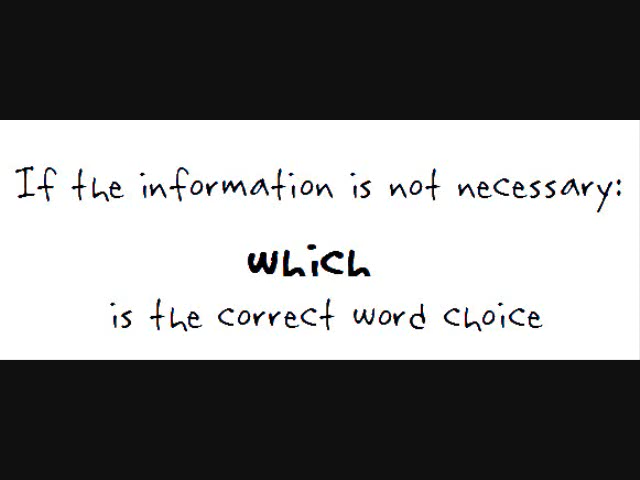 If the information is not necessary:
which
is the correct word choice